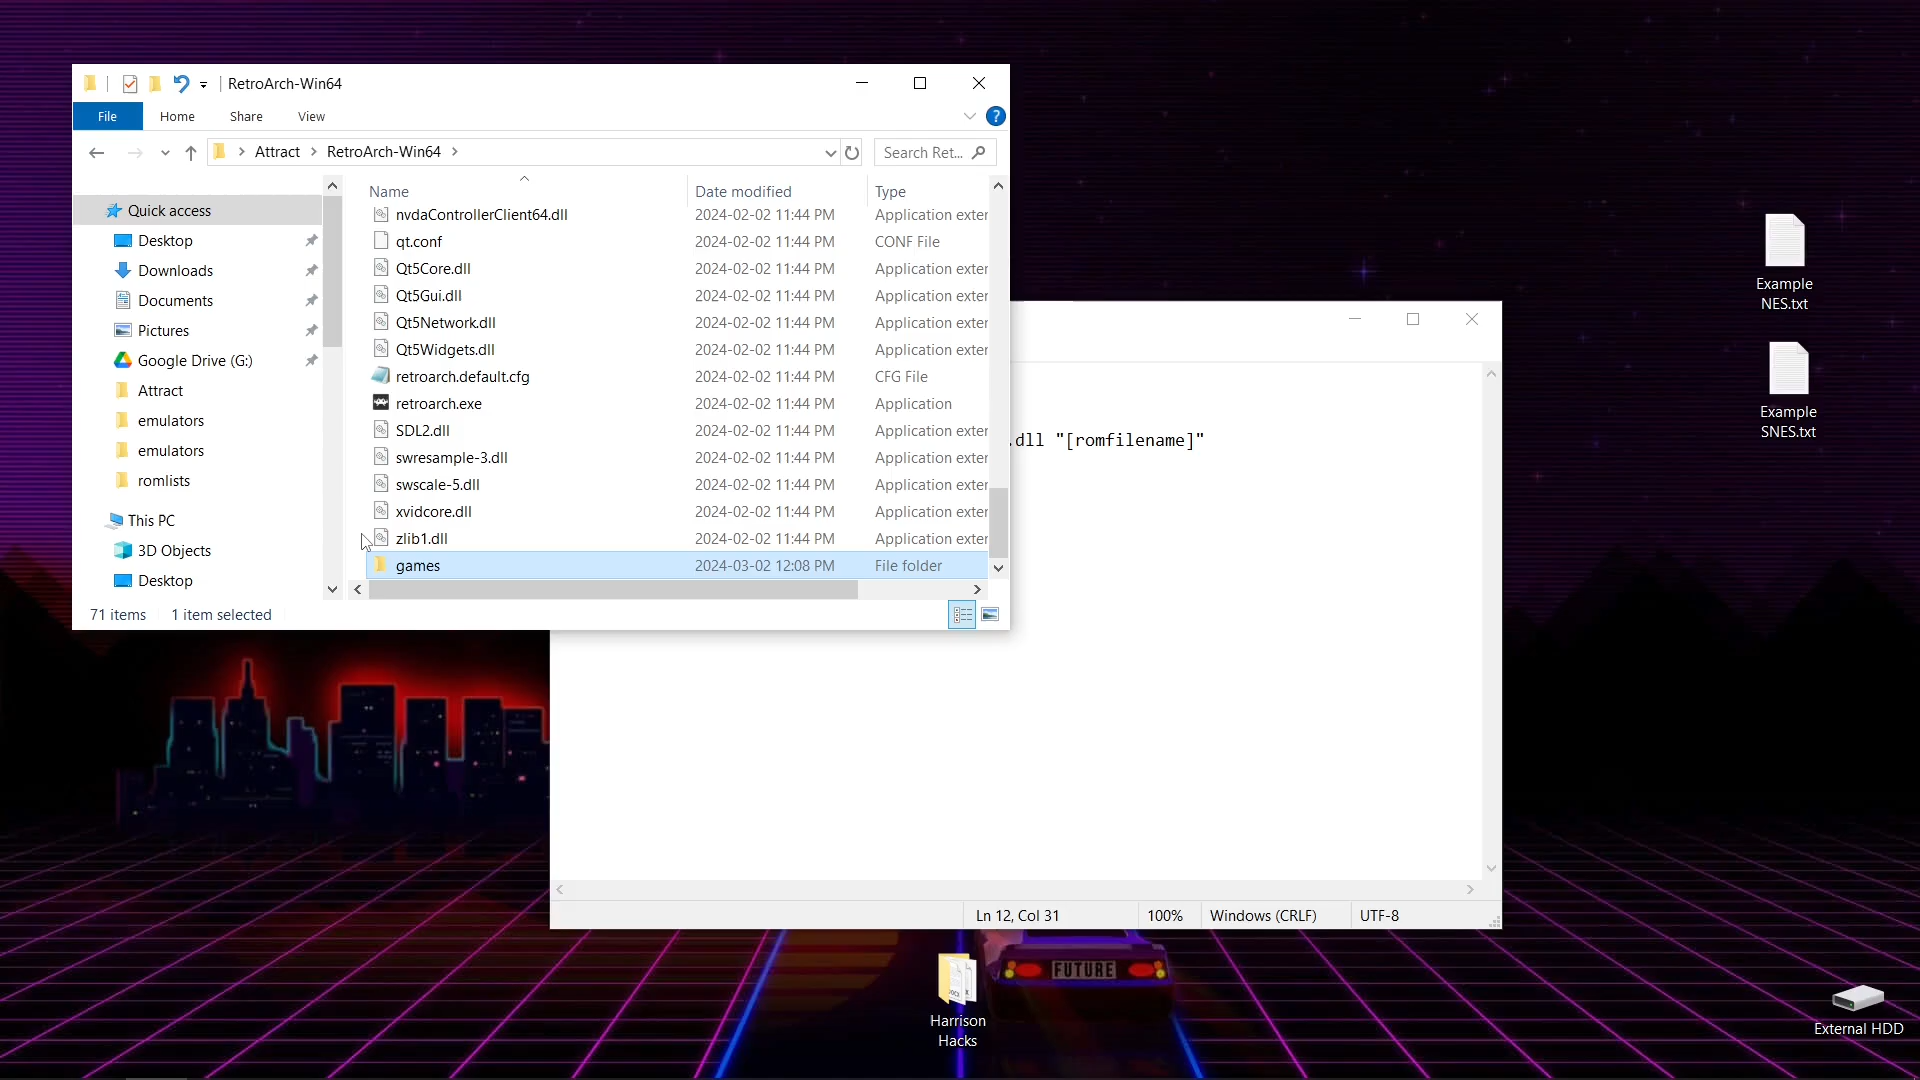 RetroArch-Win64
File Home Share View
Attract RetroArch-Win64
Search Ret...
Name Date modified Type
Quick access
Desktop
Downloads
Documents
Pictures
Google Drive (G:)
Attract
emulators
emulators
romlists
This PC
3D Objects
Desktop
nvdaControllerClient64.dll 2024-02-02 11:44 PM Application exter
qt.conf 2024-02-02 11:44 PM CONF File
Qt5Core.dll 2024-02-02 11:44 PM Application exter
Qt5Gui.dll 2024-02-02 11:44 PM Application exter
Qt5Network.dll 2024-02-02 11:44 PM Application exter
Qt5Widgets.dll 2024-02-02 11:44 PM Application exter
retroarch.default.cfg 2024-02-02 11:44 PM CFG File
retroarch.exe 2024-02-02 11:44 PM Application
SDL2.dll 2024-02-02 11:44 PM Application exter
swresample-3.dll 2024-02-02 11:44 PM Application exter
swscale-5.dll 2024-02-02 11:44 PM Application exter
xvidcore.dll 2024-02-02 11:44 PM Application exter
zlib1.dll 2024-02-02 11:44 PM Application exter
games 2024-03-02 12:08 PM File folder
71 items 1 item selected
.dll "[romfilename]"
Ln 12, Col 31 100% Windows (CRLF) UTF-8
Example
NES.txt
Example
SNES.txt
FUTURE
Harrison
Hacks
External HDD